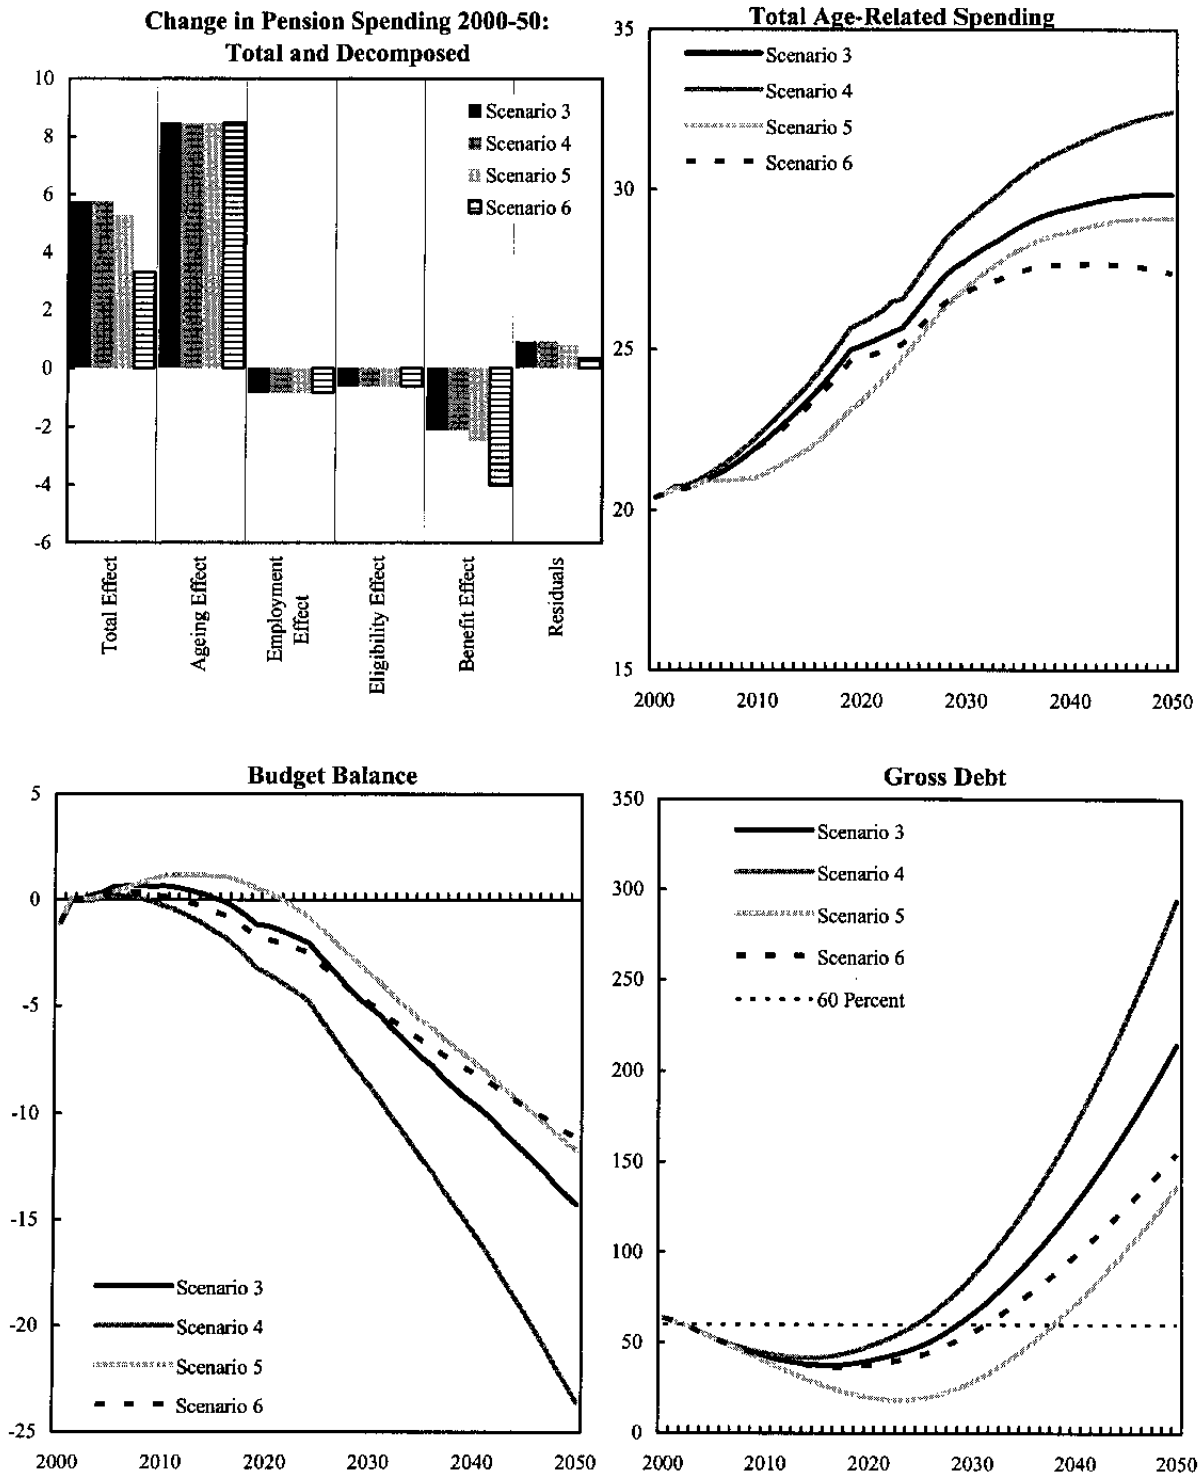 Change in Pension Spending 2000-50:
Total and Decomposed
10
8
6
4
2
0
-2
-4
-6
Scenario 3
Scenario 4
Scenario 5
Scenario 6
Total Effect
Ageing Effect
Employment
Effect
Eligibility Effect
Benefit Effect
Residuals
Total Age-Related Spending
35
30
25
20
15
Scenario 3
Scenario 4
Scenario 5
Scenario 6
2000 2010 2020 2030 2040 2050
Budget Balance
5
0
-5
-10
-15
-20
-25
Scenario 3
Scenario 4
Scenario 5
Scenario 6
2000 2010 2020 2030 2040 2050
Gross Debt
350
300
250
200
150
100
50
0
Scenario 3
Scenario 4
Scenario 5
Scenario 6
60 Percent
2000 2010 2020 2030 2040 2050